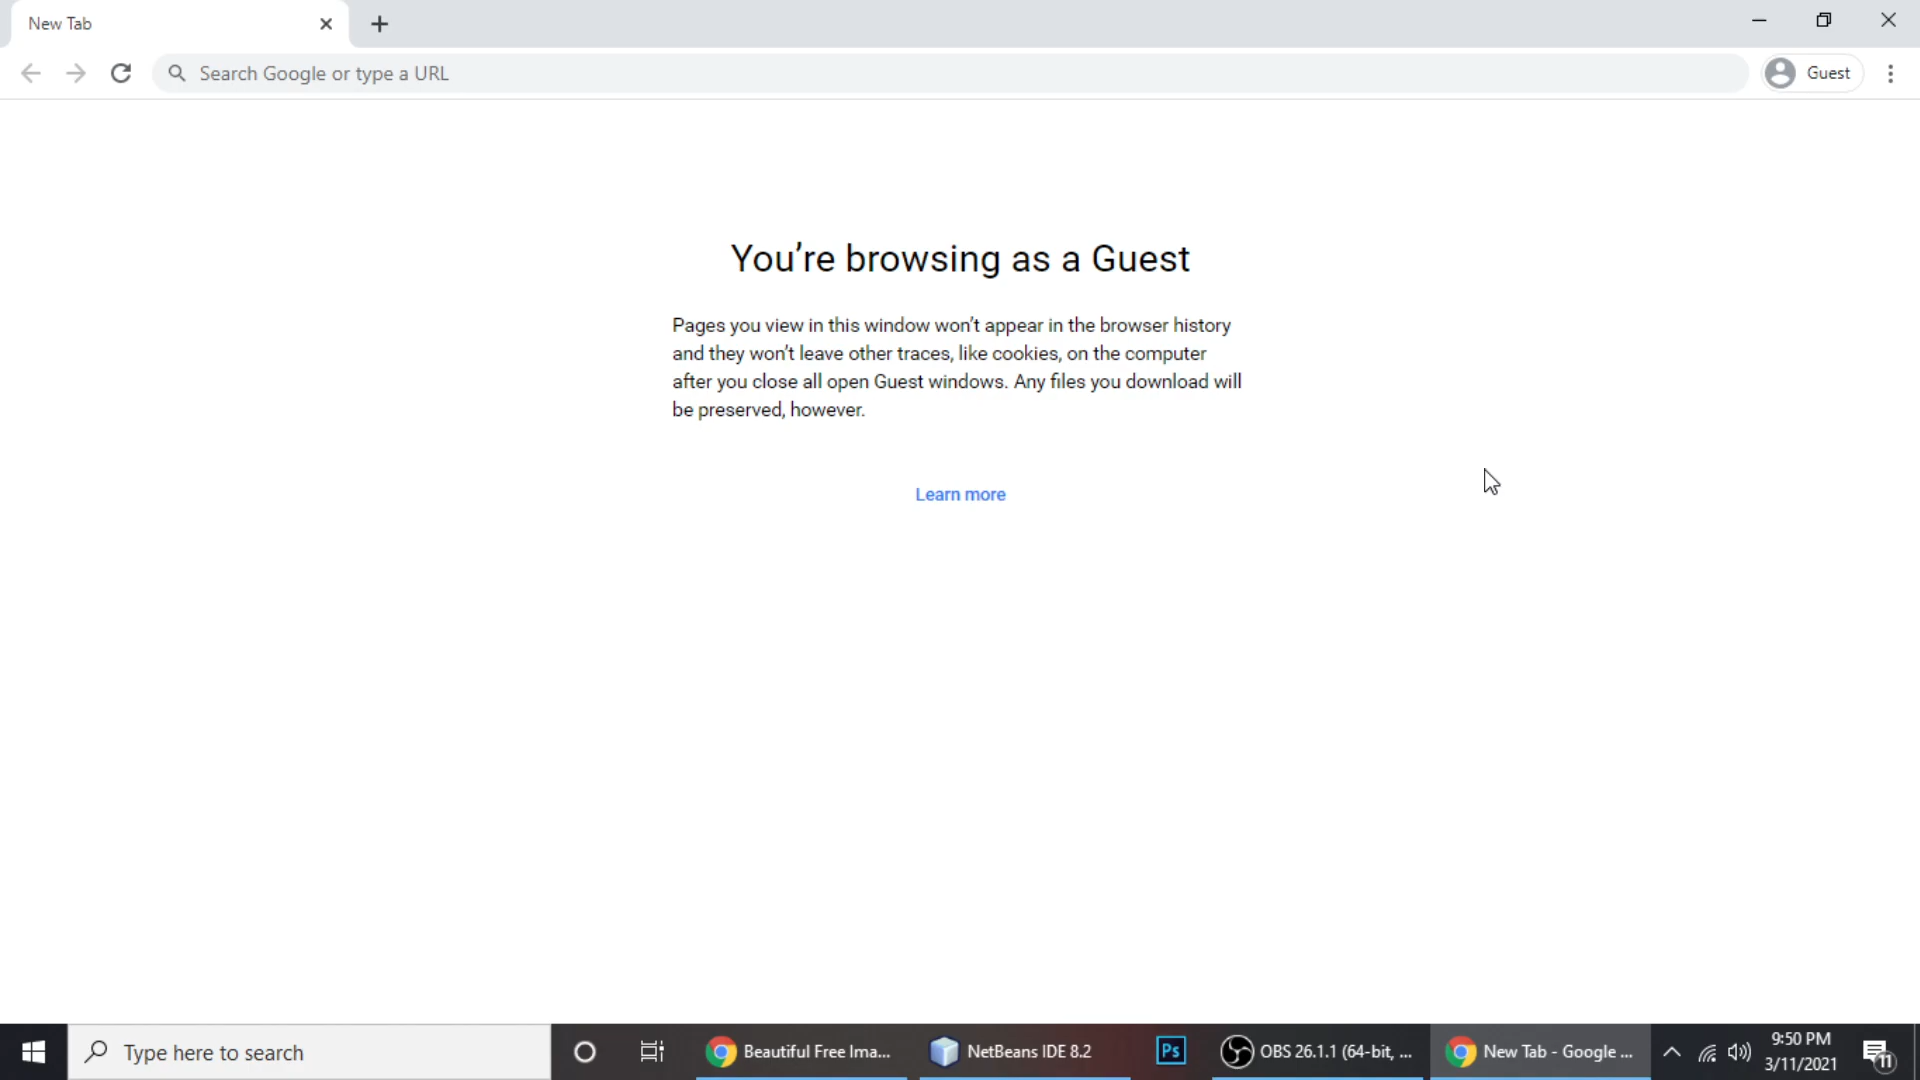 New Tab
Search Google or type a URL
Guest
You're browsing as a Guest
Pages you view in this window won't appear in the browser history
and they won't leave other traces, like cookies, on the computer
after you close all open Guest windows. Any files you download will
be preserved, however.
Learn more
Type here to search
Beautiful Free Ima...
NetBeans IDE 8.2
Ps
OBS 26.1.1 (64-bit, ...
New Tab - Google ...
9:50 PM
3/11/2021
11